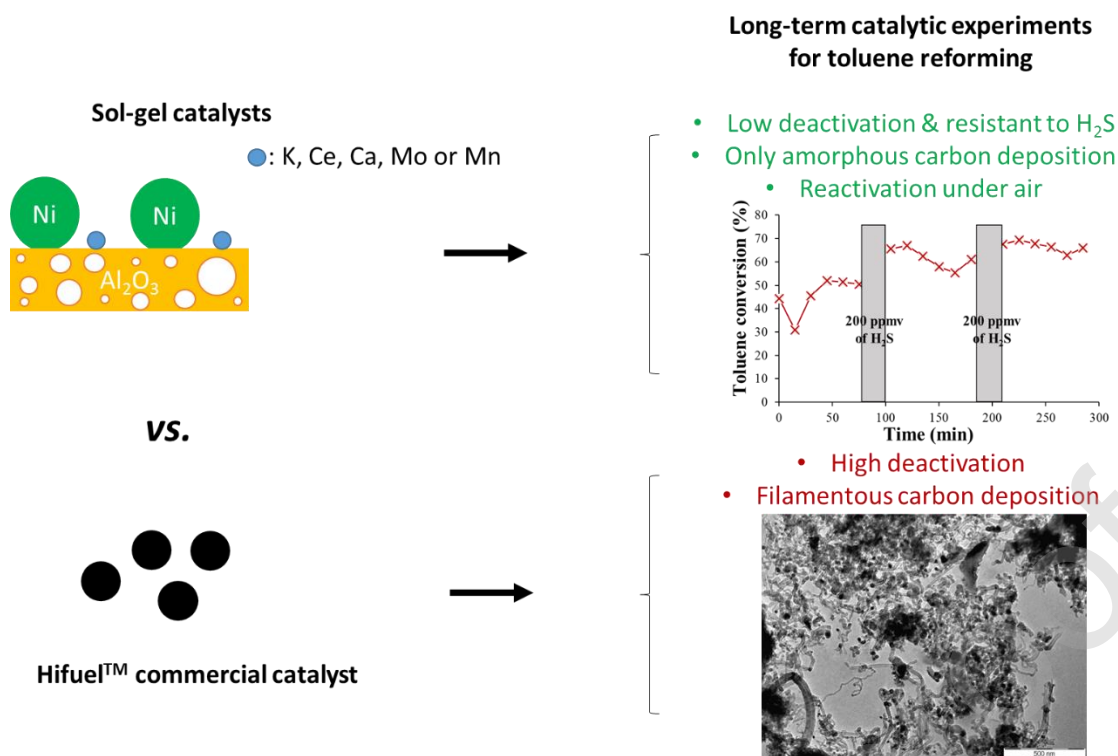 Long-term catalytic experiments
for toluene reforming
Sol-gel catalysts
: K, Ce, Ca, Mo or Mn
Ni
Ni
Al₂O₃
• Low deactivation & resistant to H₂S
• Only amorphous carbon deposition
• Reactivation under air
Toluene conversion (%)
80
70
60
50
40
30
20
10
0
200 ppmv
of H₂S
200 ppmv
of H₂S
0 50 100 150 200 250 300
Time (min)
vs.
• High deactivation
• Filamentous carbon deposition
Hifuel™ commercial catalyst
500 nm
of